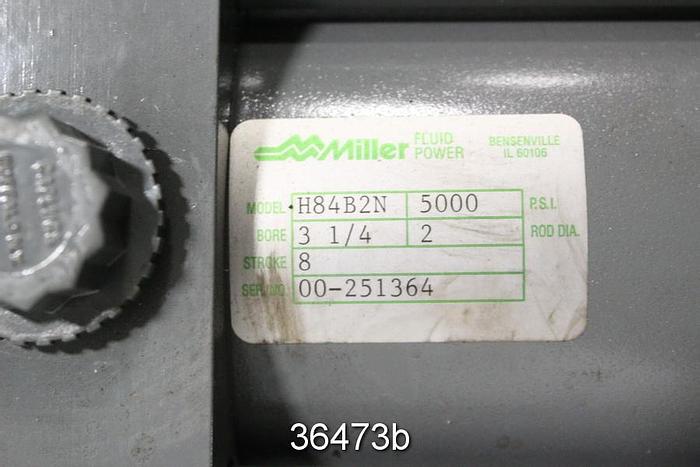 Miller FLUID POWER BENSENVILLE IL 60106
MODEL H84B2N 5000 P.S.I.
BORE 3 1/4 2 ROD DIA.
STROKE 8
SER/NO 00-251364
36473b